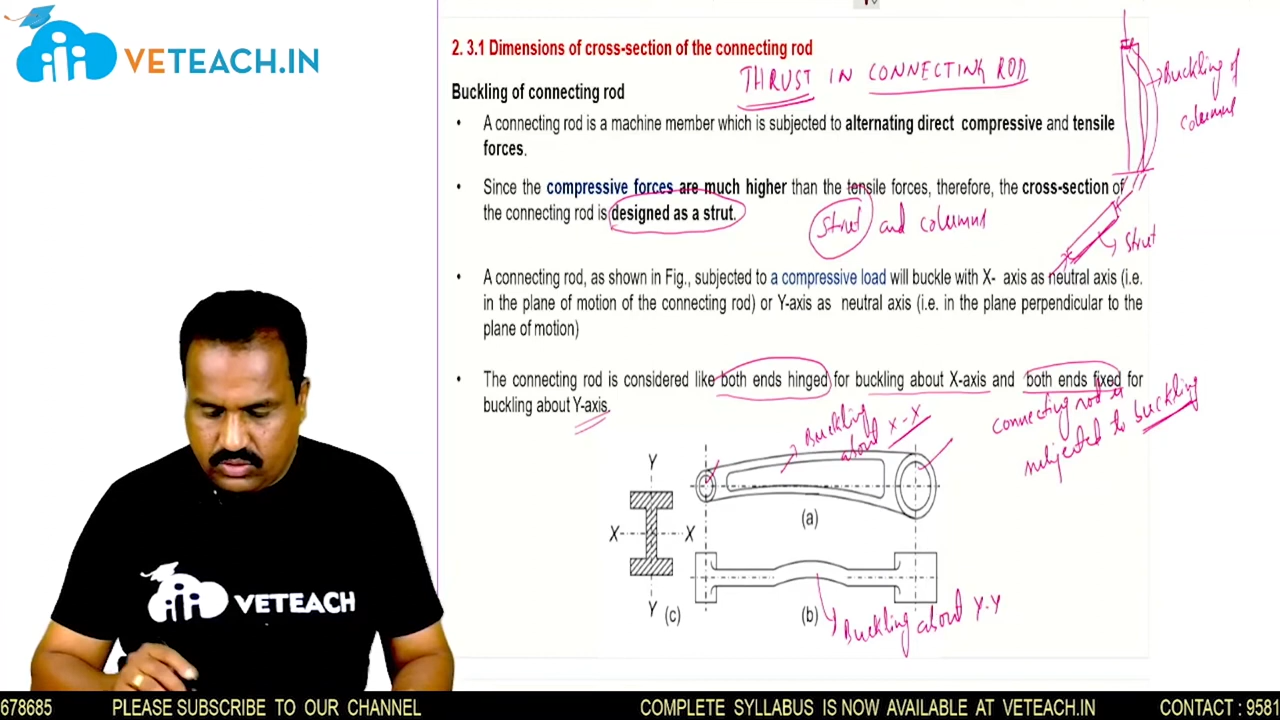 VETEACH.IN
2. 3.1 Dimensions of cross-section of the connecting rod
THRUST IN CONNECTING ROD
Buckling of connecting rod
• A connecting rod is a machine member which is subjected to alternating direct compressive and tensile
forces.
• Since the compressive forces are much higher than the tensile forces, therefore, the cross-section of
the connecting rod is designed as a strut.
Strut and columns
Buckling of
columns
Strut
• A connecting rod, as shown in Fig., subjected to a compressive load will buckle with X- axis as neutral axis (i.e.
in the plane of motion of the connecting rod) or Y-axis as neutral axis (i.e. in the plane perpendicular to the
plane of motion)
• The connecting rod is considered like both ends hinged for buckling about X-axis and both ends fixed for
buckling about Y-axis.
connecting rod is
subjected to buckling
Buckling
about X-X
Y
X X
Y
(a)
(b)
(c)
Buckling about Y-Y
VETEACH
678685 PLEASE SUBSCRIBE TO OUR CHANNEL COMPLETE SYLLABUS IS NOW AVAILABLE AT VETEACH.IN CONTACT : 9581